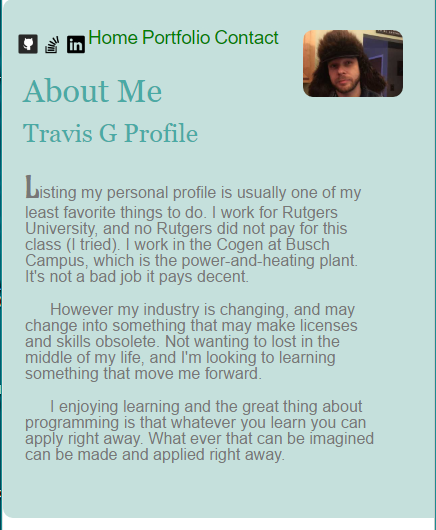 in Home Portfolio Contact
About Me
Travis G Profile
Listing my personal profile is usually one of my
least favorite things to do. I work for Rutgers
University, and no Rutgers did not pay for this
class (I tried). I work in the Cogen at Busch
Campus, which is the power-and-heating plant.
It's not a bad job it pays decent.
However my industry is changing, and may
change into something that may make licenses
and skills obsolete. Not wanting to lost in the
middle of my life, and I'm looking to learning
something that move me forward.
I enjoying learning and the great thing about
programming is that whatever you learn you can
apply right away. What ever that can be imagined
can be made and applied right away.